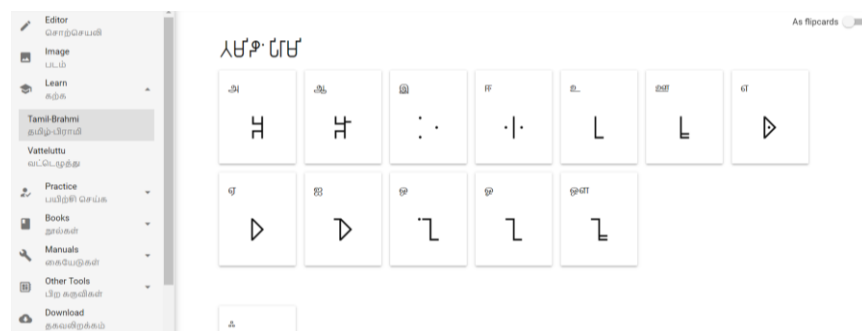 Editor
சொற்செயலி
Image
படம்
Learn
கற்க
Tamil-Brahmi
தமிழ்-பிராமி
Vatteluttu
வட்டெழுத்து
Practice
பயிற்சி செய்க
Books
நூல்கள்
Manuals
கையேடுகள்
Other Tools
பிற கருவிகள்
Download
தகவலிறக்கம்
As flipcards
அ ஆ இ ஈ உ ஊ எ
𑀅 𑀆 𑀇 𑀈 𑀉 𑀊 𑀏𑁆
ஏ ஐ ஒ ஓ ஔ
𑀏 𑀐 𑀑𑁆 𑀑 𑀒
ஃ